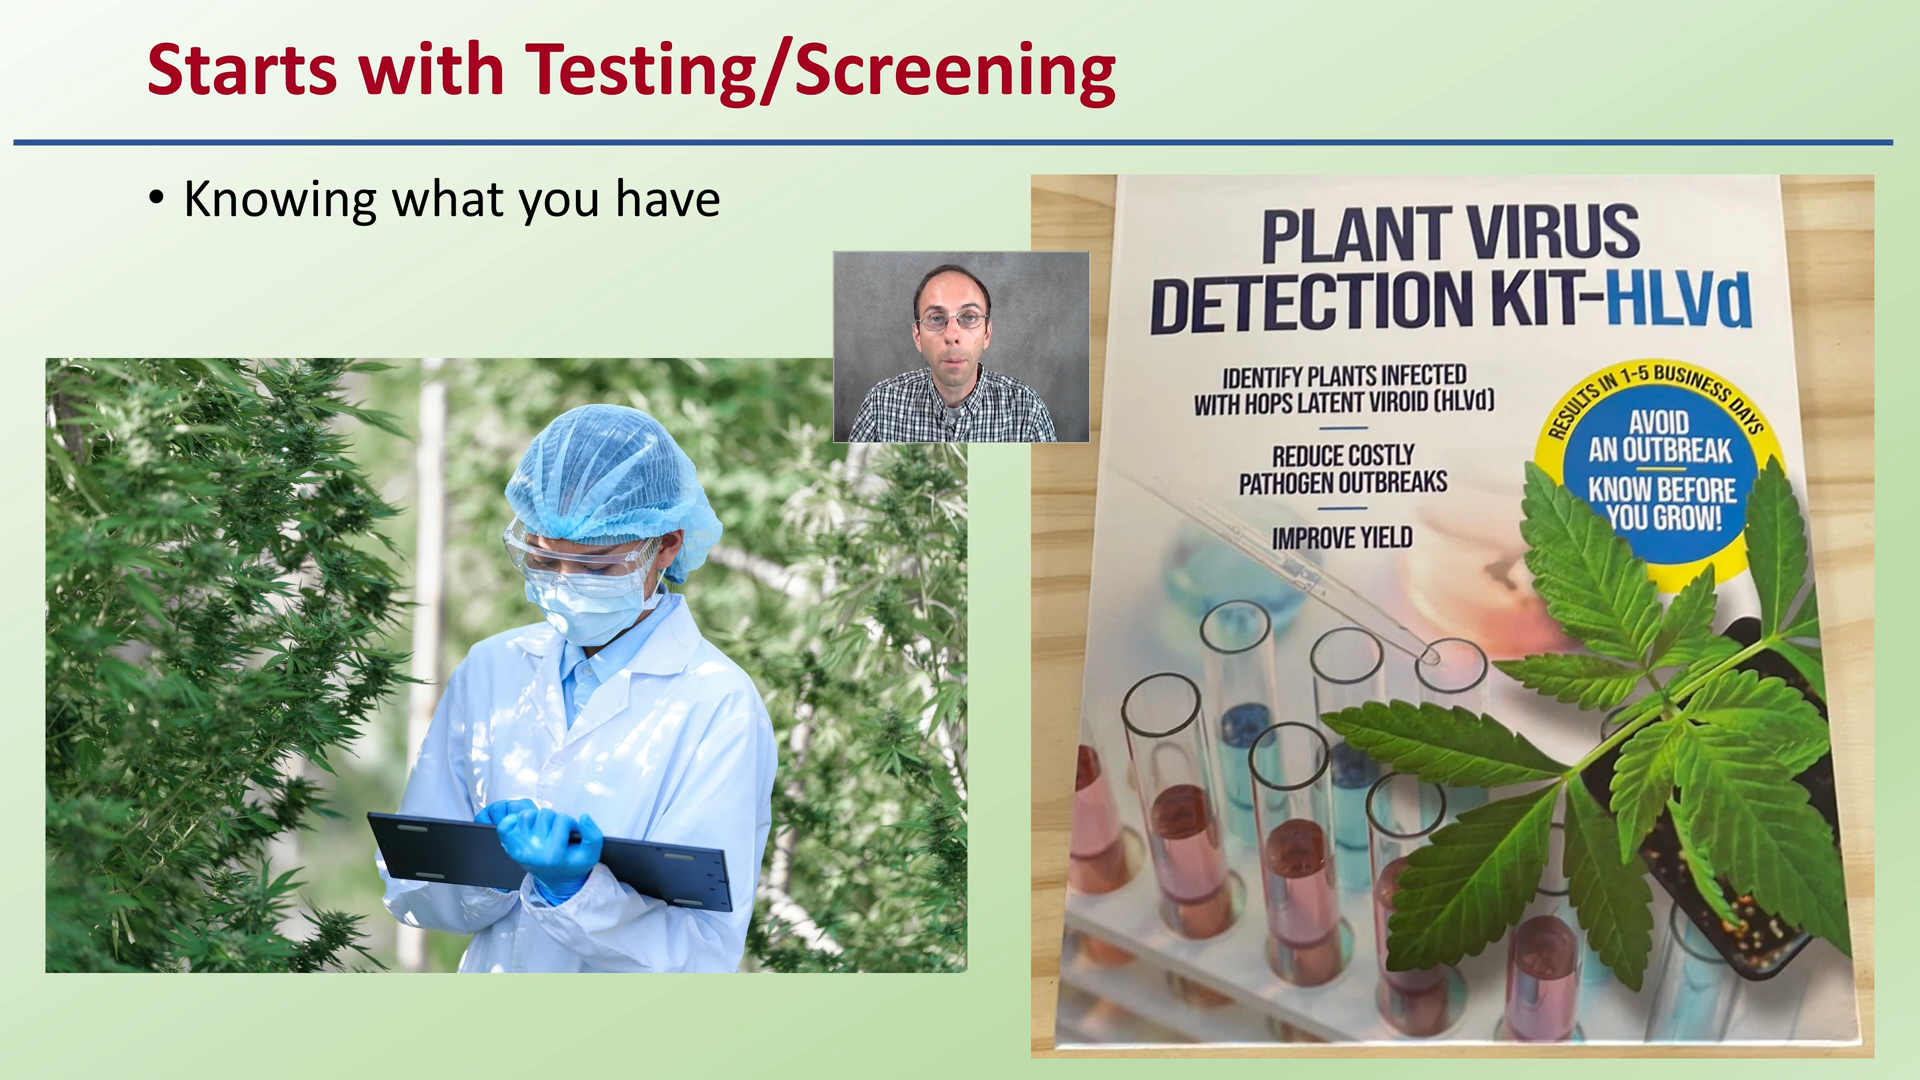 Starts with Testing/Screening
• Knowing what you have
PLANT VIRUS
DETECTION KIT-HLVd
IDENTIFY PLANTS INFECTED
WITH HOPS LATENT VIROID (HLVd)
REDUCE COSTLY
PATHOGEN OUTBREAKS
IMPROVE YIELD
RESULTS IN 1-5 BUSINESS DAYS
AVOID
AN OUTBREAK
KNOW BEFORE
YOU GROW!